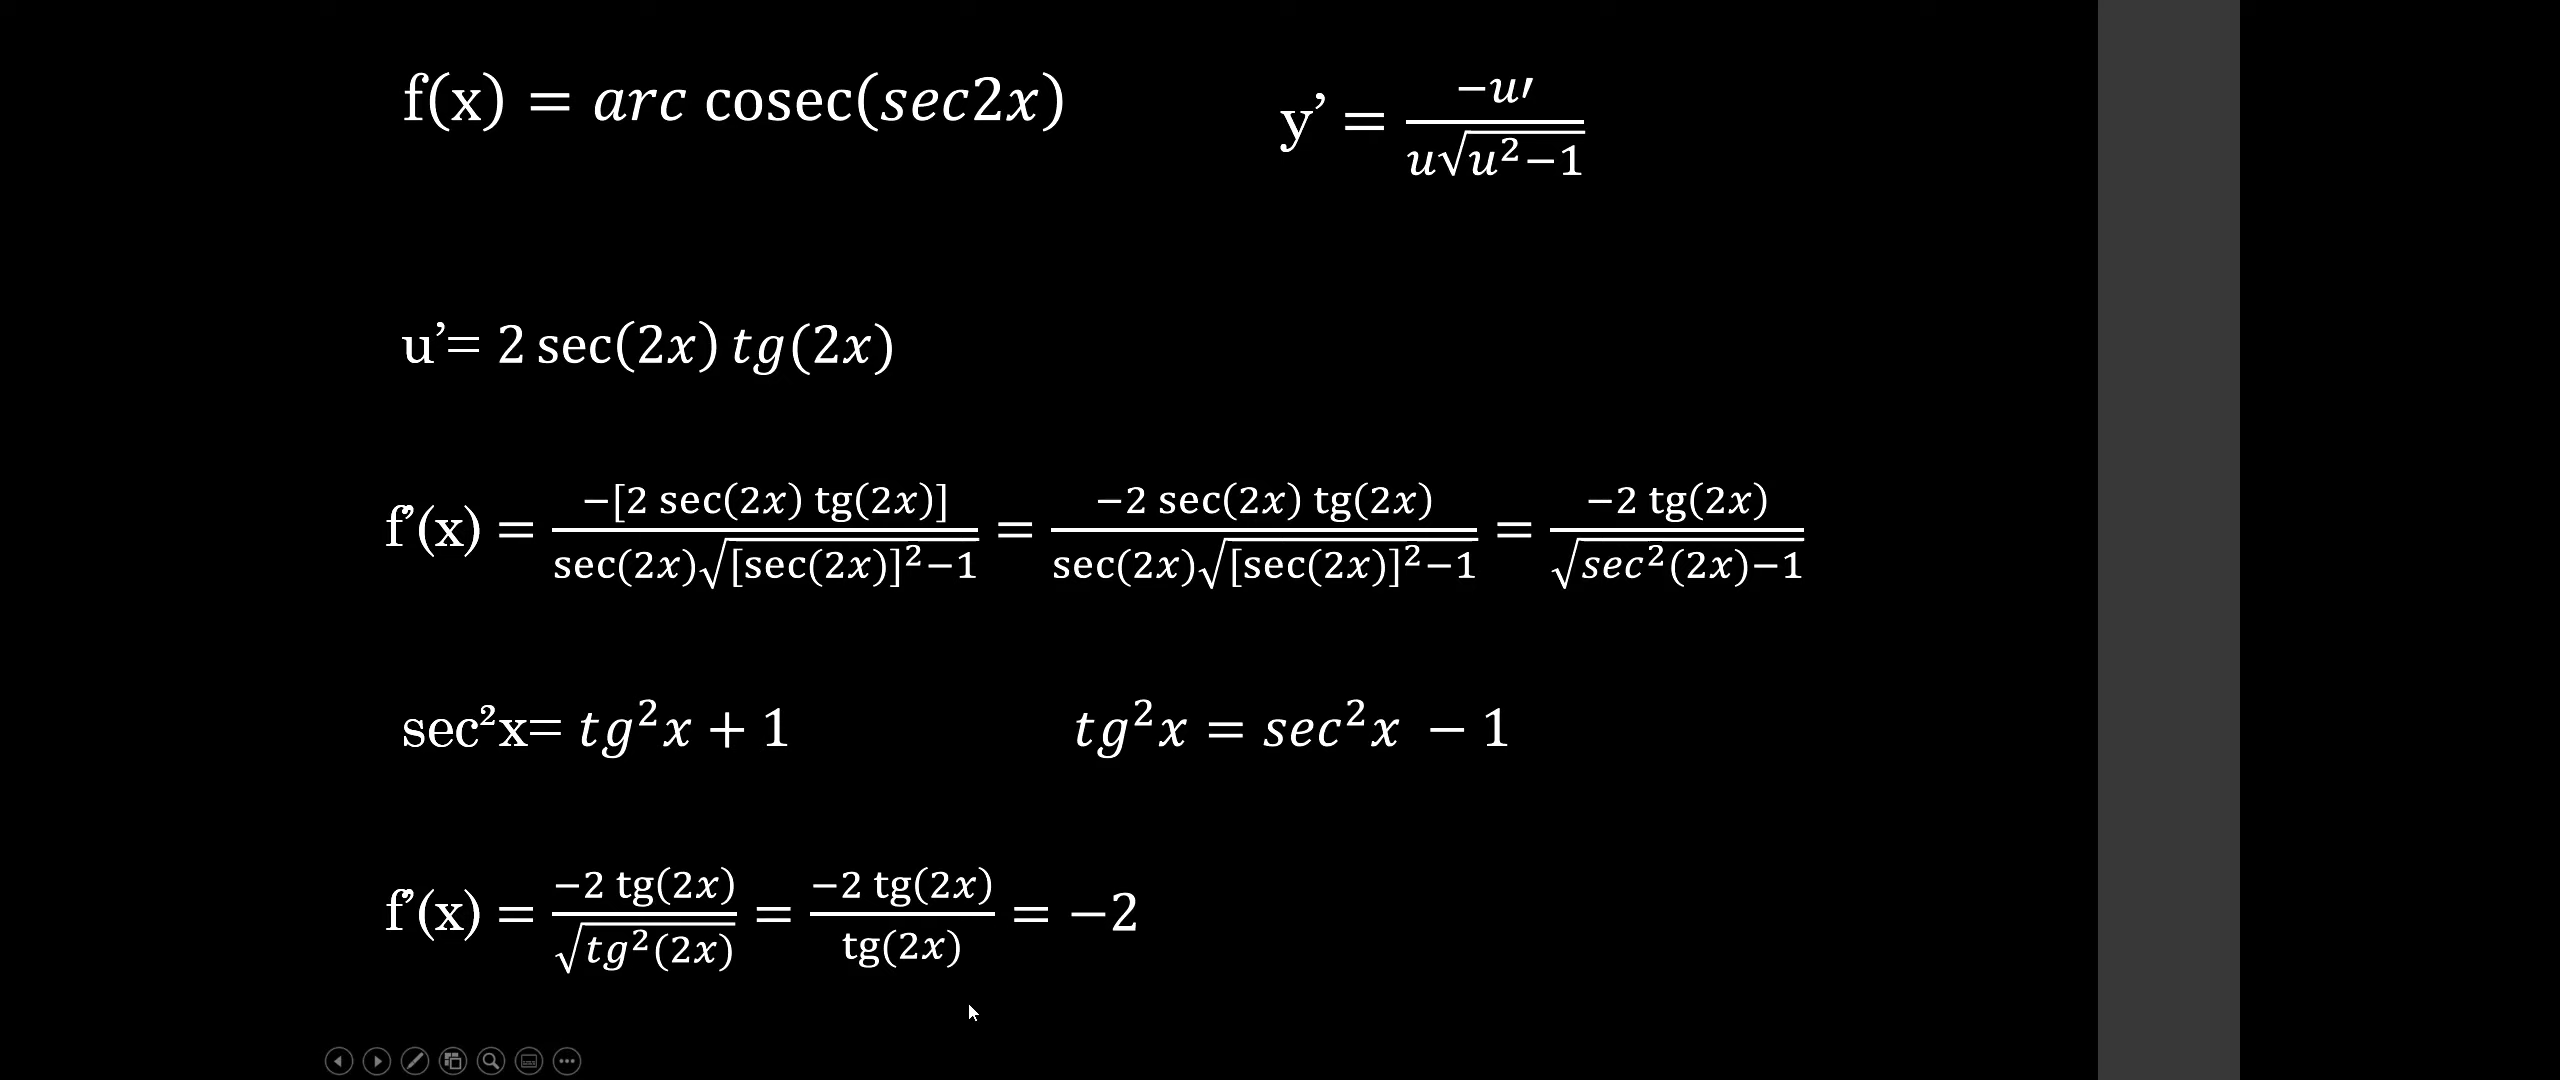 f(x) = arc cosec(sec2x)
y’ = −u′ / u√(u²−1)
u’= 2 sec(2x) tg(2x)
f’(x) = −[2 sec(2x) tg(2x)] / sec(2x)√([sec(2x)]²−1) = −2 sec(2x) tg(2x) / sec(2x)√([sec(2x)]²−1) = −2 tg(2x) / √(sec²(2x)−1)
sec²x= tg²x + 1
tg²x = sec²x − 1
f’(x) = −2 tg(2x) / √(tg²(2x)) = −2 tg(2x) / tg(2x) = −2